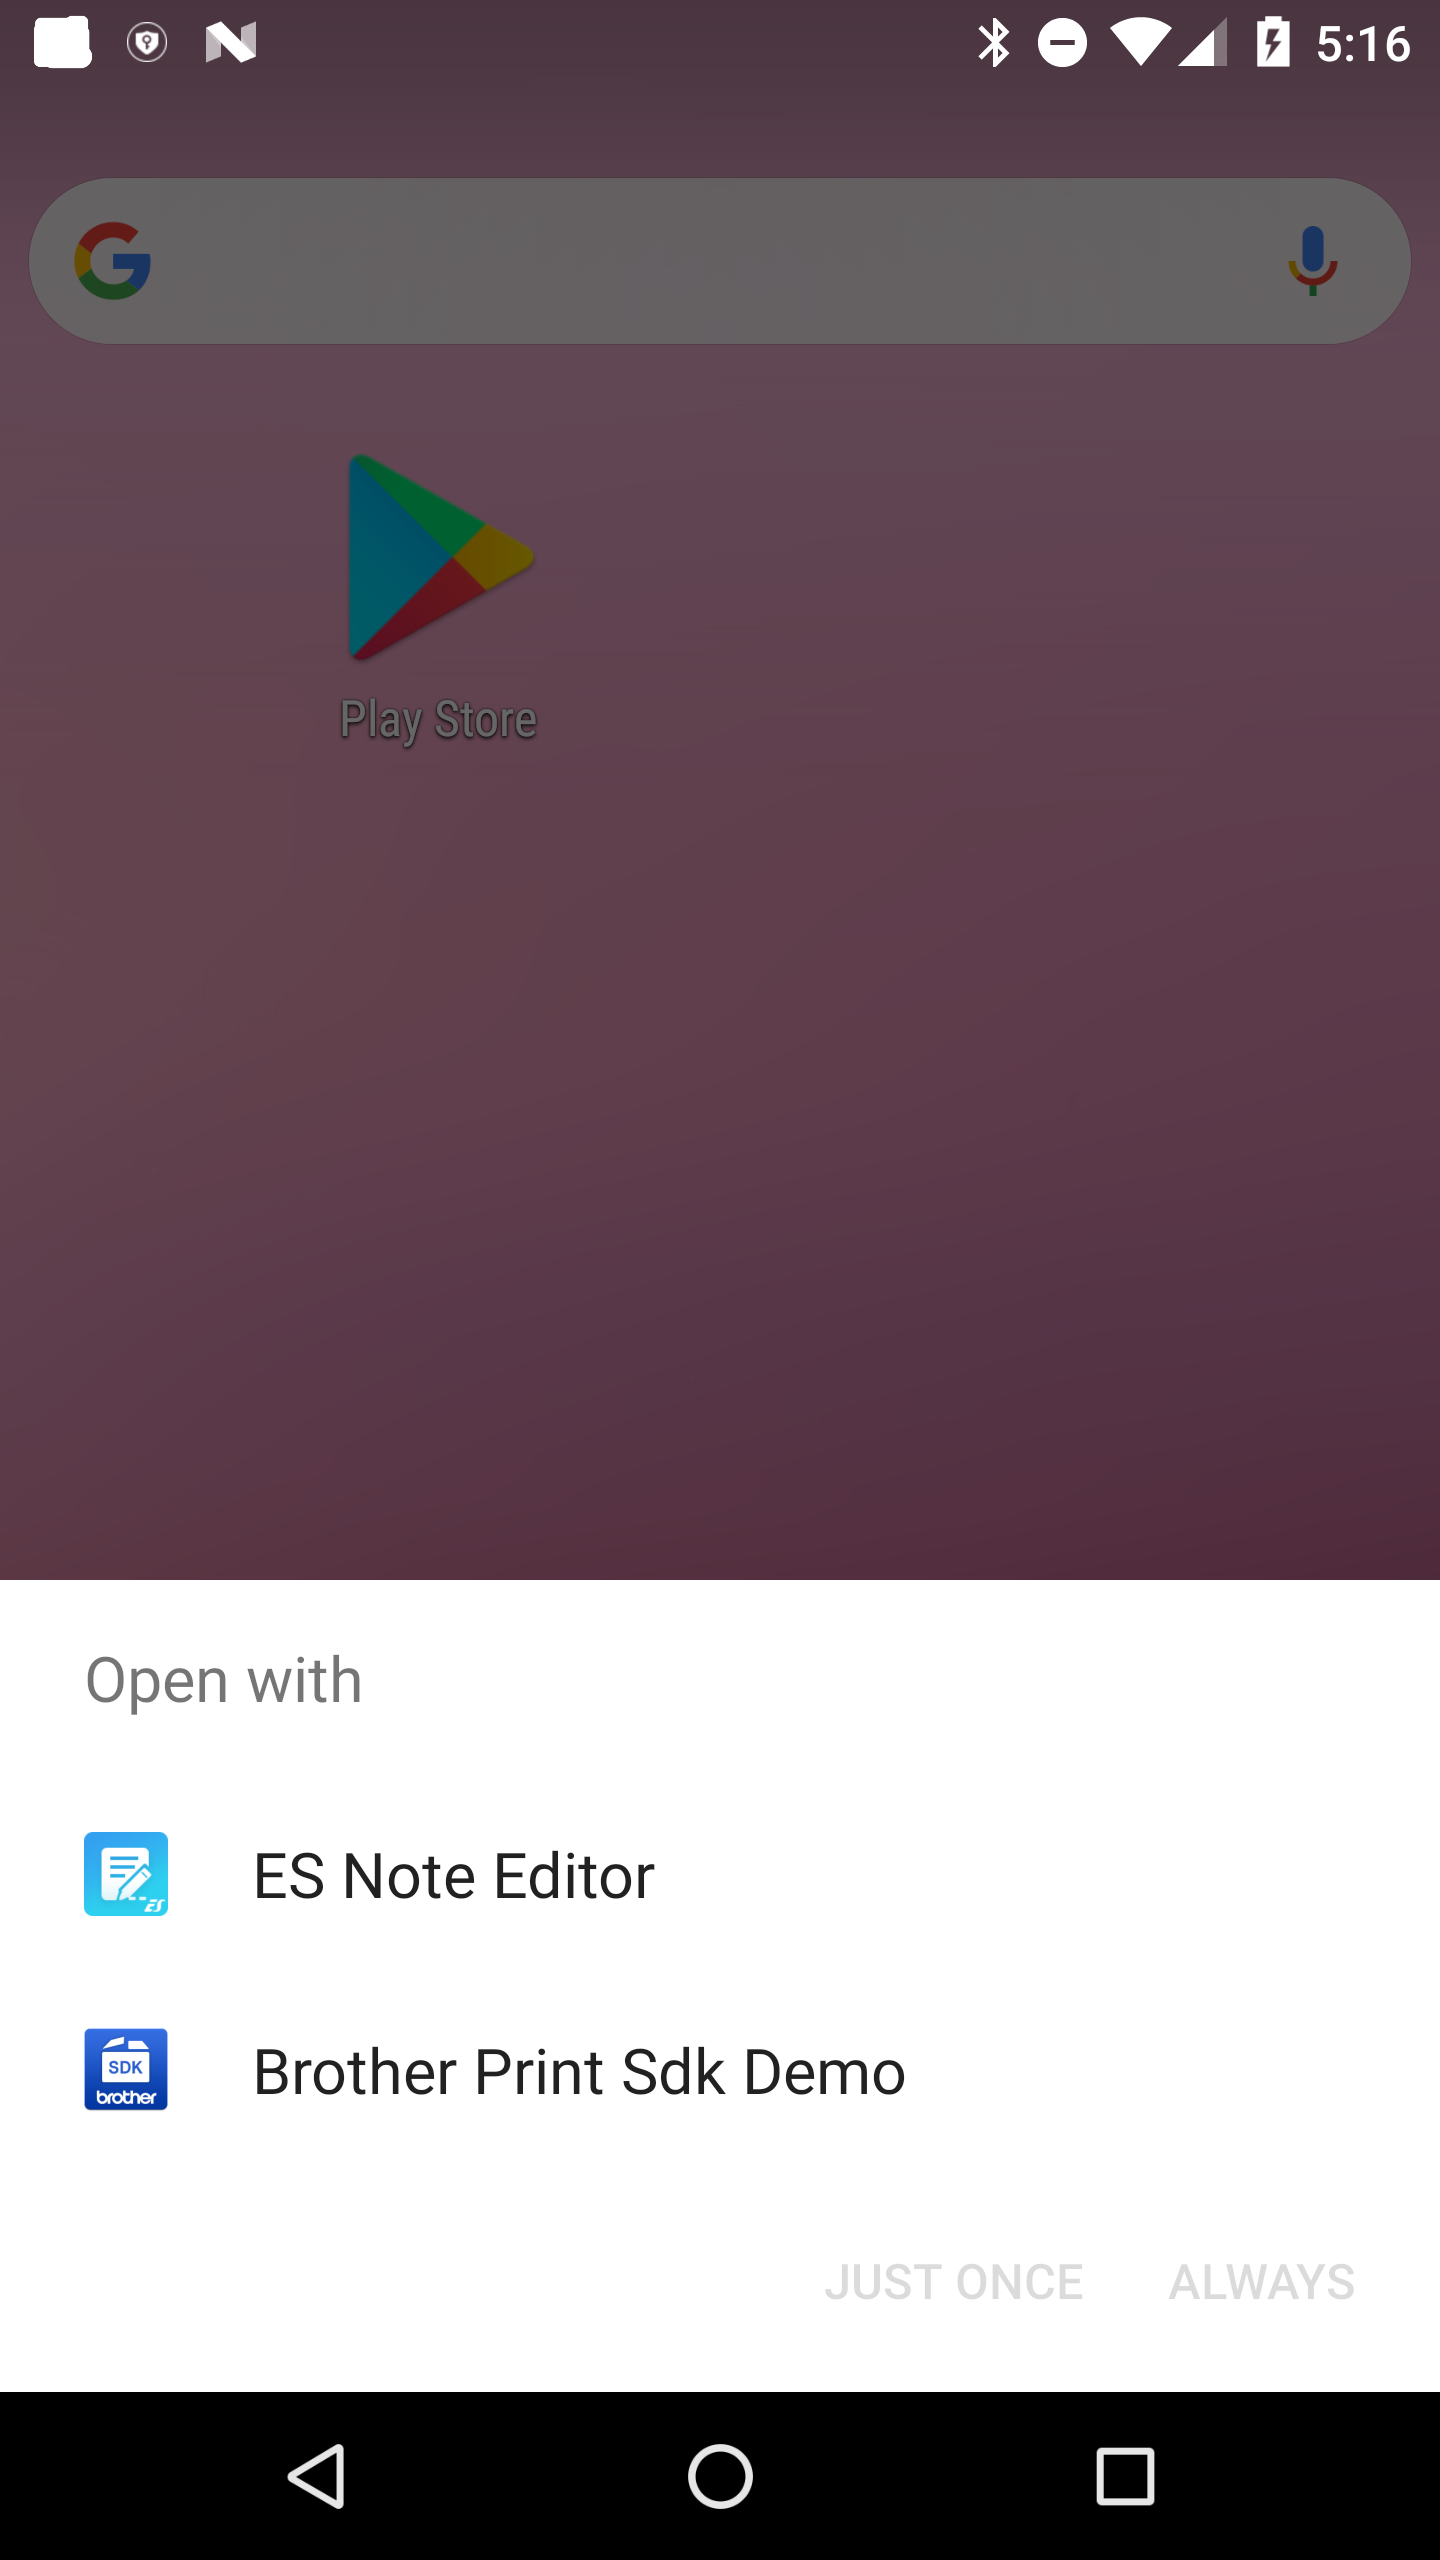 5:16
Play Store
Open with
ES Note Editor
SDK
brother
Brother Print Sdk Demo
JUST ONCE
ALWAYS